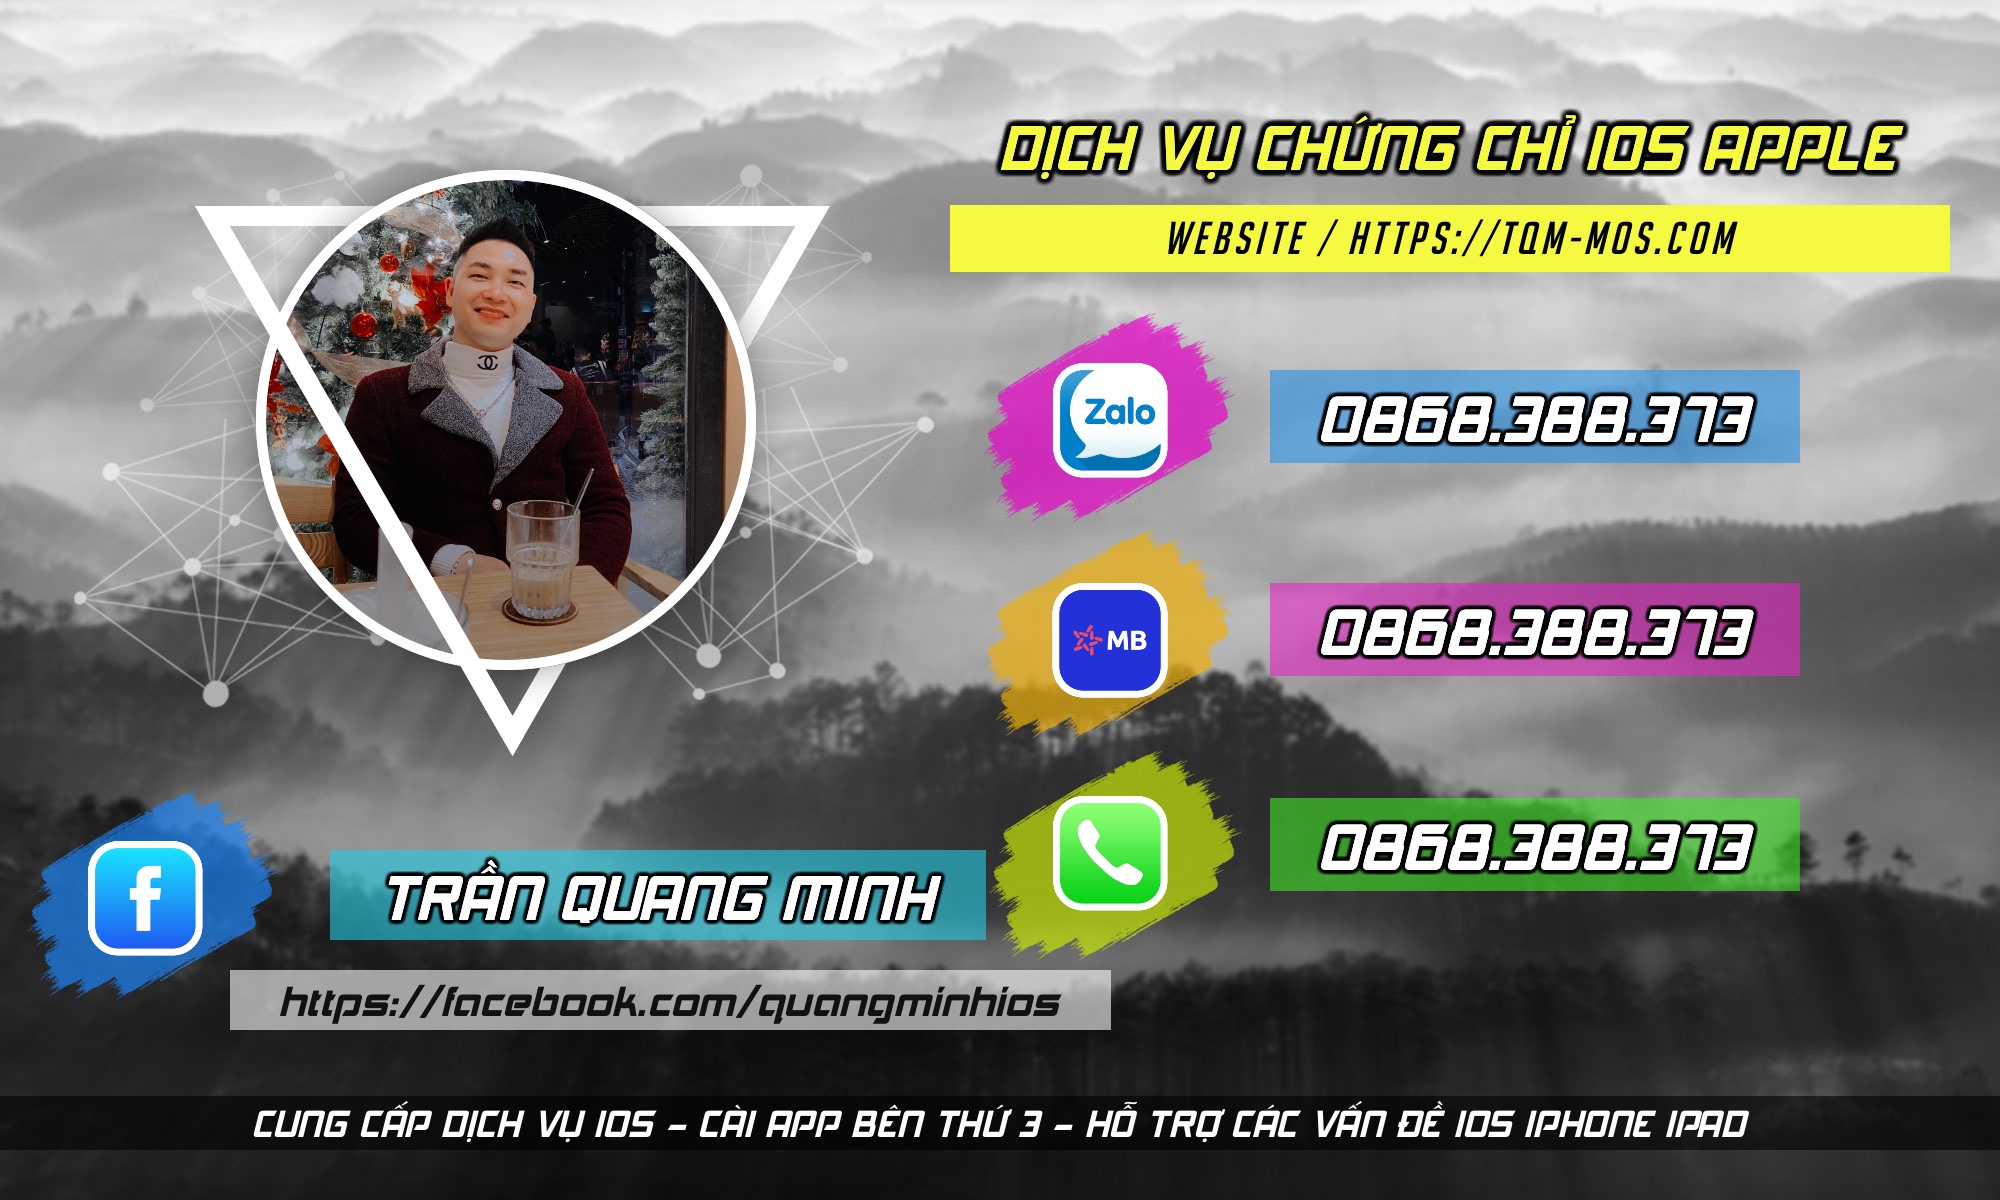 DỊCH VỤ CHỨNG CHỈ IOS APPLE
WEBSITE / HTTPS://TQM-MOS.COM
Zalo
0868.388.373
MB
0868.388.373
0868.388.373
f
TRẦN QUANG MINH
https://facebook.com/quangminhios
CUNG CẤP DỊCH VỤ IOS - CÀI APP BÊN THỨ 3 - HỖ TRỢ CÁC VẤN ĐỀ IOS IPHONE IPAD